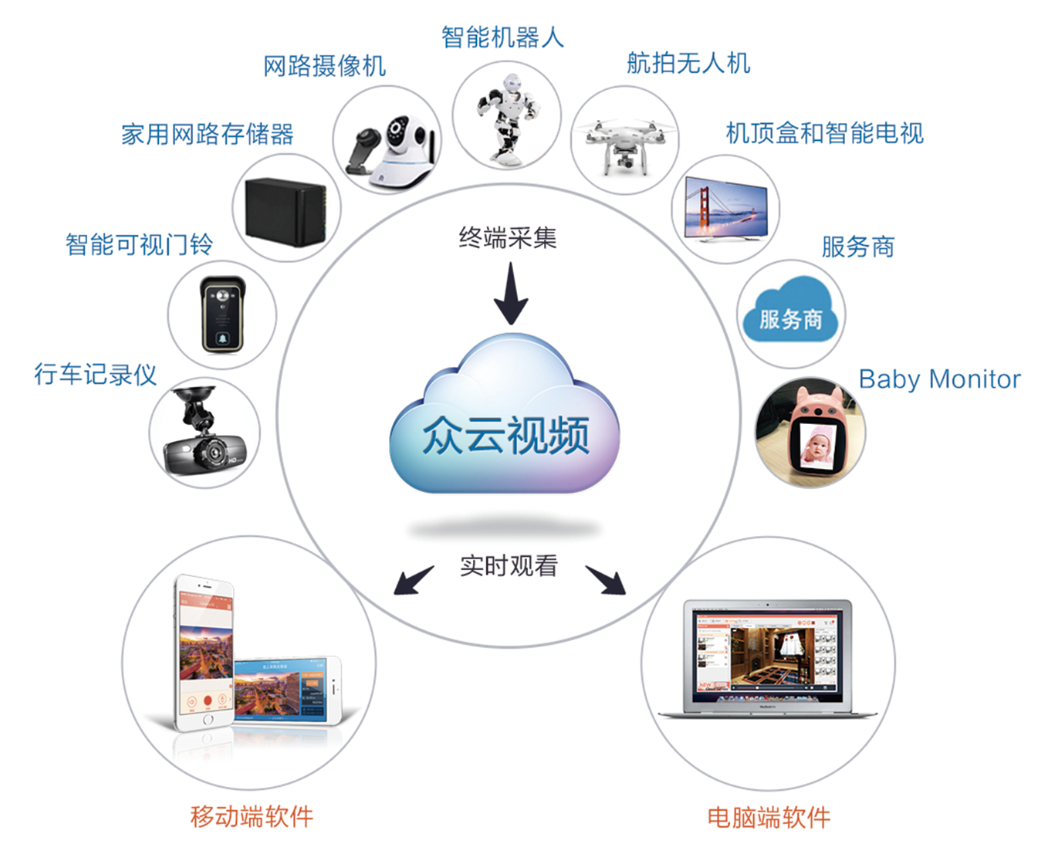 智能机器人
网路摄像机
航拍无人机
家用网路存储器
机顶盒和智能电视
智能可视门铃
终端采集
服务商
服务商
行车记录仪
Baby Monitor
众云视频
实时观看
移动端软件
电脑端软件